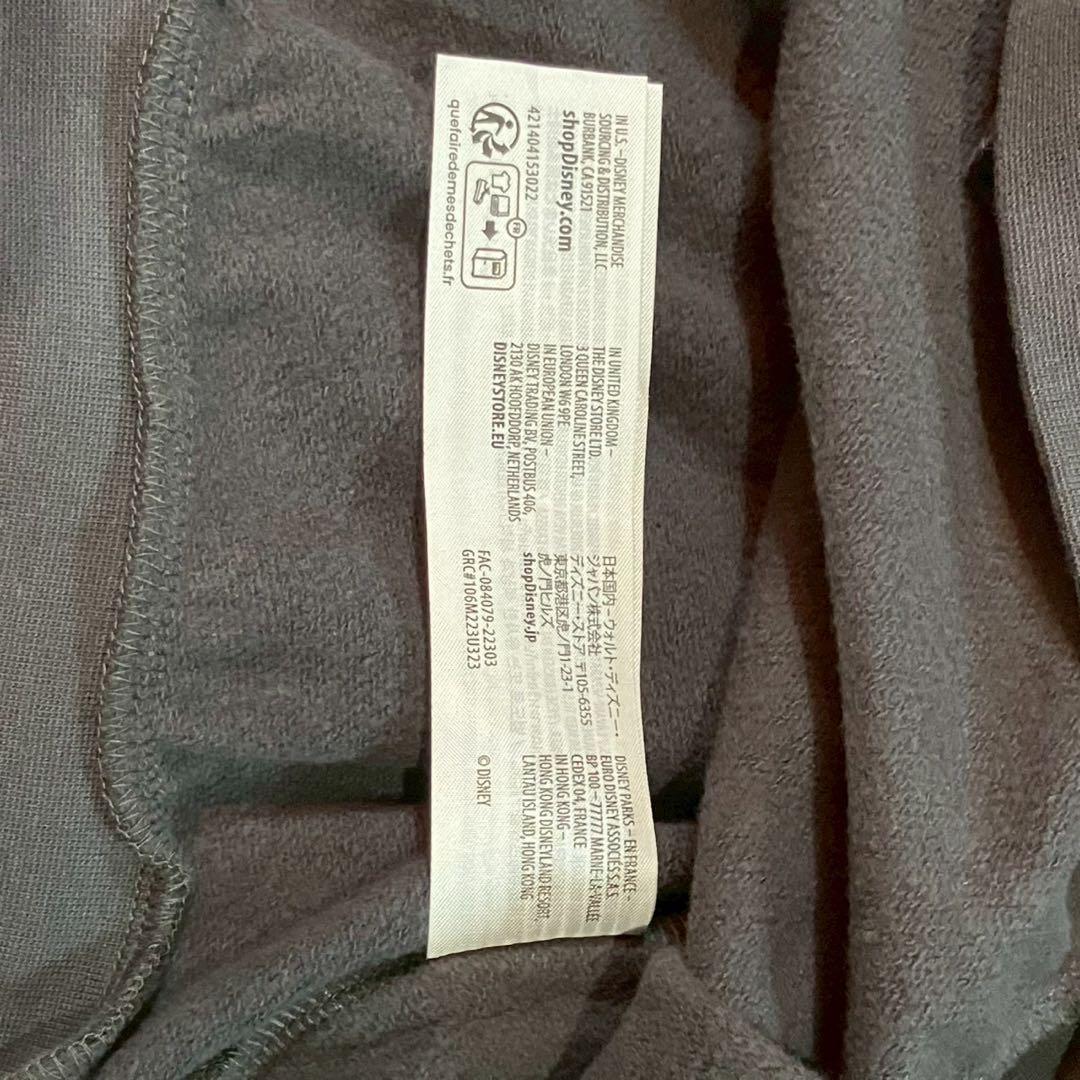 IN U.S. – DISNEY MERCHANDISE
SOURCING & DISTRIBUTION, LLC
BURBANK, CA 91521
shopDisney.com
421404153022
FR
quefairedemesdechets.fr
IN UNITED KINGDOM –
THE DISNEY STORE LTD.
3 QUEEN CAROLINE STREET,
LONDON W6 9PE
IN EUROPEAN UNION –
DISNEY TRADING BV, POSTBUS 406,
2130 AK HOOFDDORP, NETHERLANDS
DISNEYSTORE.EU
日本国内 – ウォルト・ディズニー・
ジャパン株式会社
ディズニー・ストア 〒105-6355
東京都港区虎ノ門1-23-1
虎ノ門ヒルズ
shopDisney.jp
FAC-084079-22303
GRC#106M223U323
DISNEY PARKS – EN FRANCE –
EURO DISNEY ASSOCIÉS S.A.S.
BP 100 – 77777 MARNE-LA-VALLÉE
CEDEX 04, FRANCE
IN HONG KONG –
HONG KONG DISNEYLAND RESORT,
LANTAU ISLAND, HONG KONG
© DISNEY